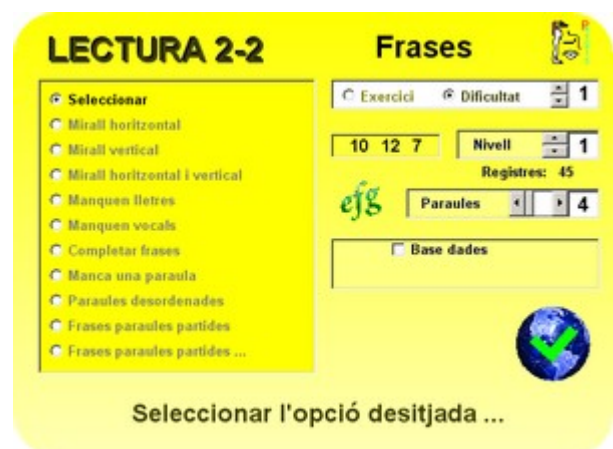 LECTURA 2-2
Frases
Seleccionar
Mirall horitzontal
Mirall vertical
Mirall horitzontal i vertical
Manquen lletres
Manquen vocals
Completar frases
Manca una paraula
Paraules desordenades
Frases paraules partides
Frases paraules partides ...
Exercici Dificultat 1
10 12 7 Nivell 1
Registres: 45
efg Paraules 4
Base dades
Seleccionar l'opció desitjada ...